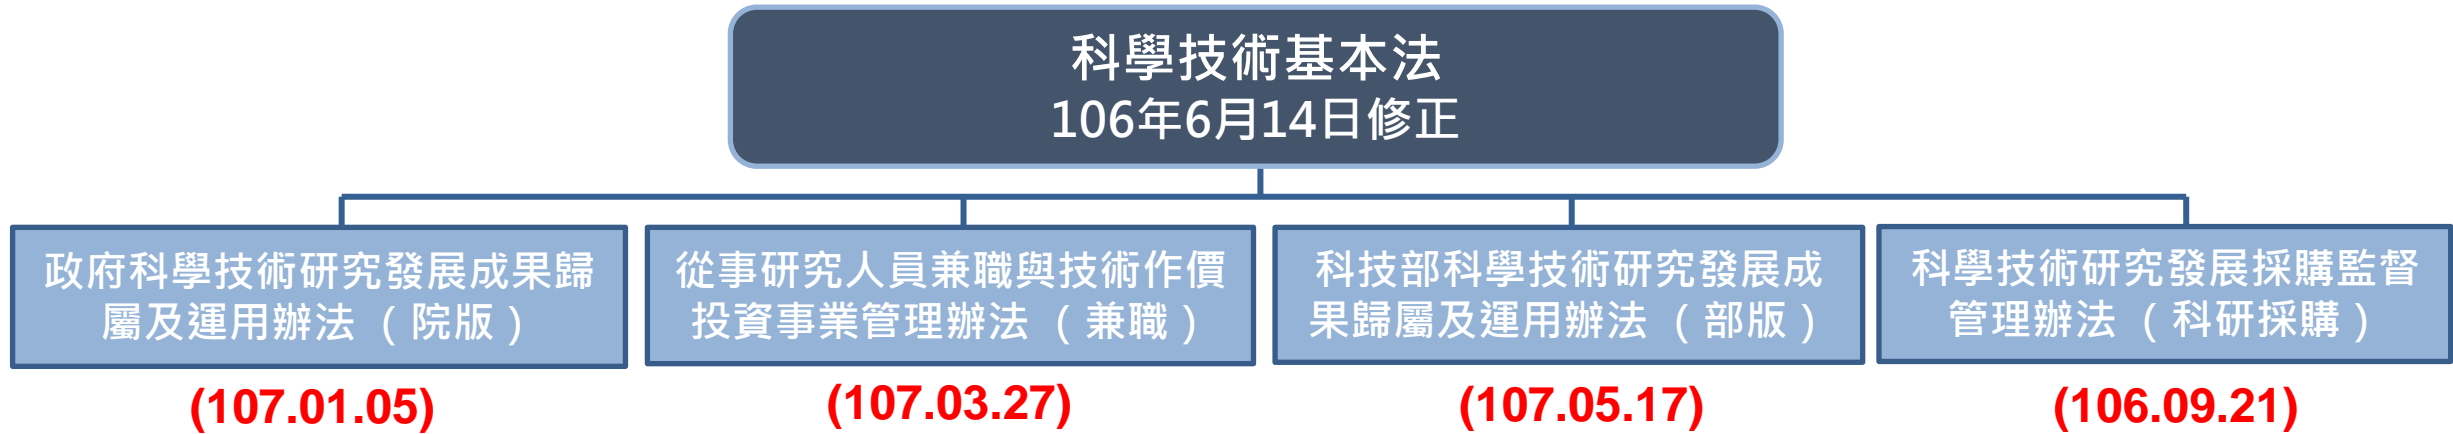 科學技術基本法
106年6月14日修正
政府科學技術研究發展成果歸
屬及運用辦法（院版）
(107.01.05)
從事研究人員兼職與技術作價
投資事業管理辦法（兼職）
(107.03.27)
科技部科學技術研究發展成
果歸屬及運用辦法（部版）
(107.05.17)
科學技術研究發展採購監督
管理辦法（科研採購）
(106.09.21)